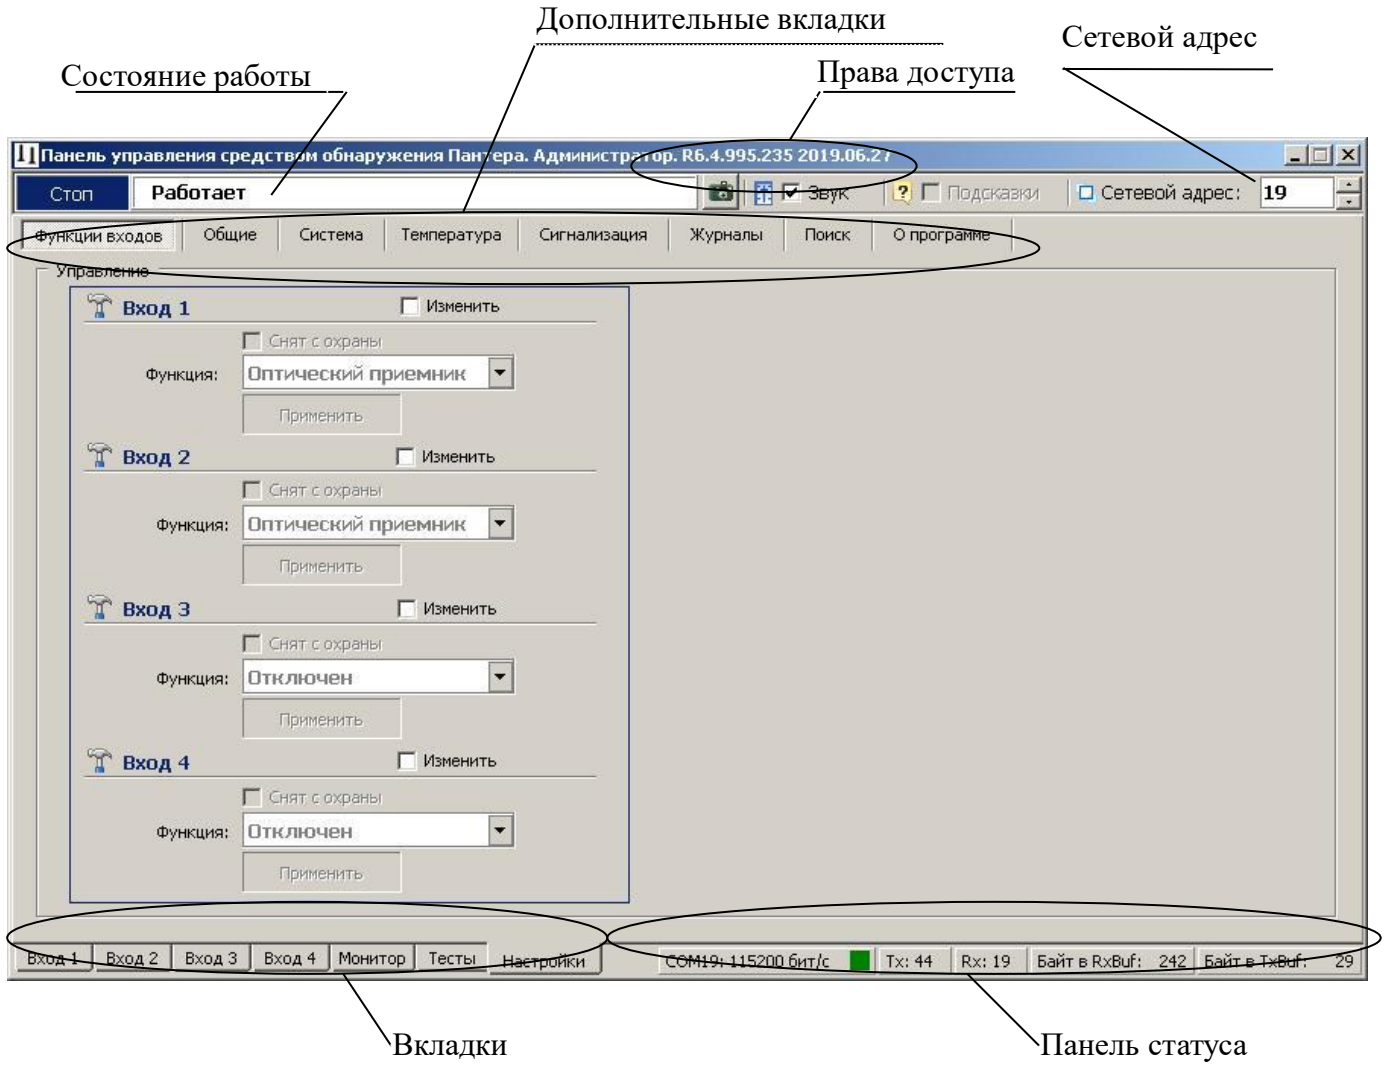 Дополнительные вкладки
Сетевой адрес
Состояние работы
Права доступа
Панель управления средством обнаружения Пантера. Администратор. R6.4.995.235 2019.06.27
Стоп Работает Звук Подсказки Сетевой адрес: 19
Функции входов Общие Система Температура Сигнализация Журналы Поиск О программе
Управление
Вход 1 Изменить
Снят с охраны
Функция: Оптический приемник
Применить
Вход 2 Изменить
Снят с охраны
Функция: Оптический приемник
Применить
Вход 3 Изменить
Снят с охраны
Функция: Отключен
Применить
Вход 4 Изменить
Снят с охраны
Функция: Отключен
Применить
Вход 1 Вход 2 Вход 3 Вход 4 Монитор Тесты Настройки COM19: 115200 бит/с Tx: 44 Rx: 19 Байт в RxBuf: 242 Байт в TxBuf: 29
Вкладки
Панель статуса